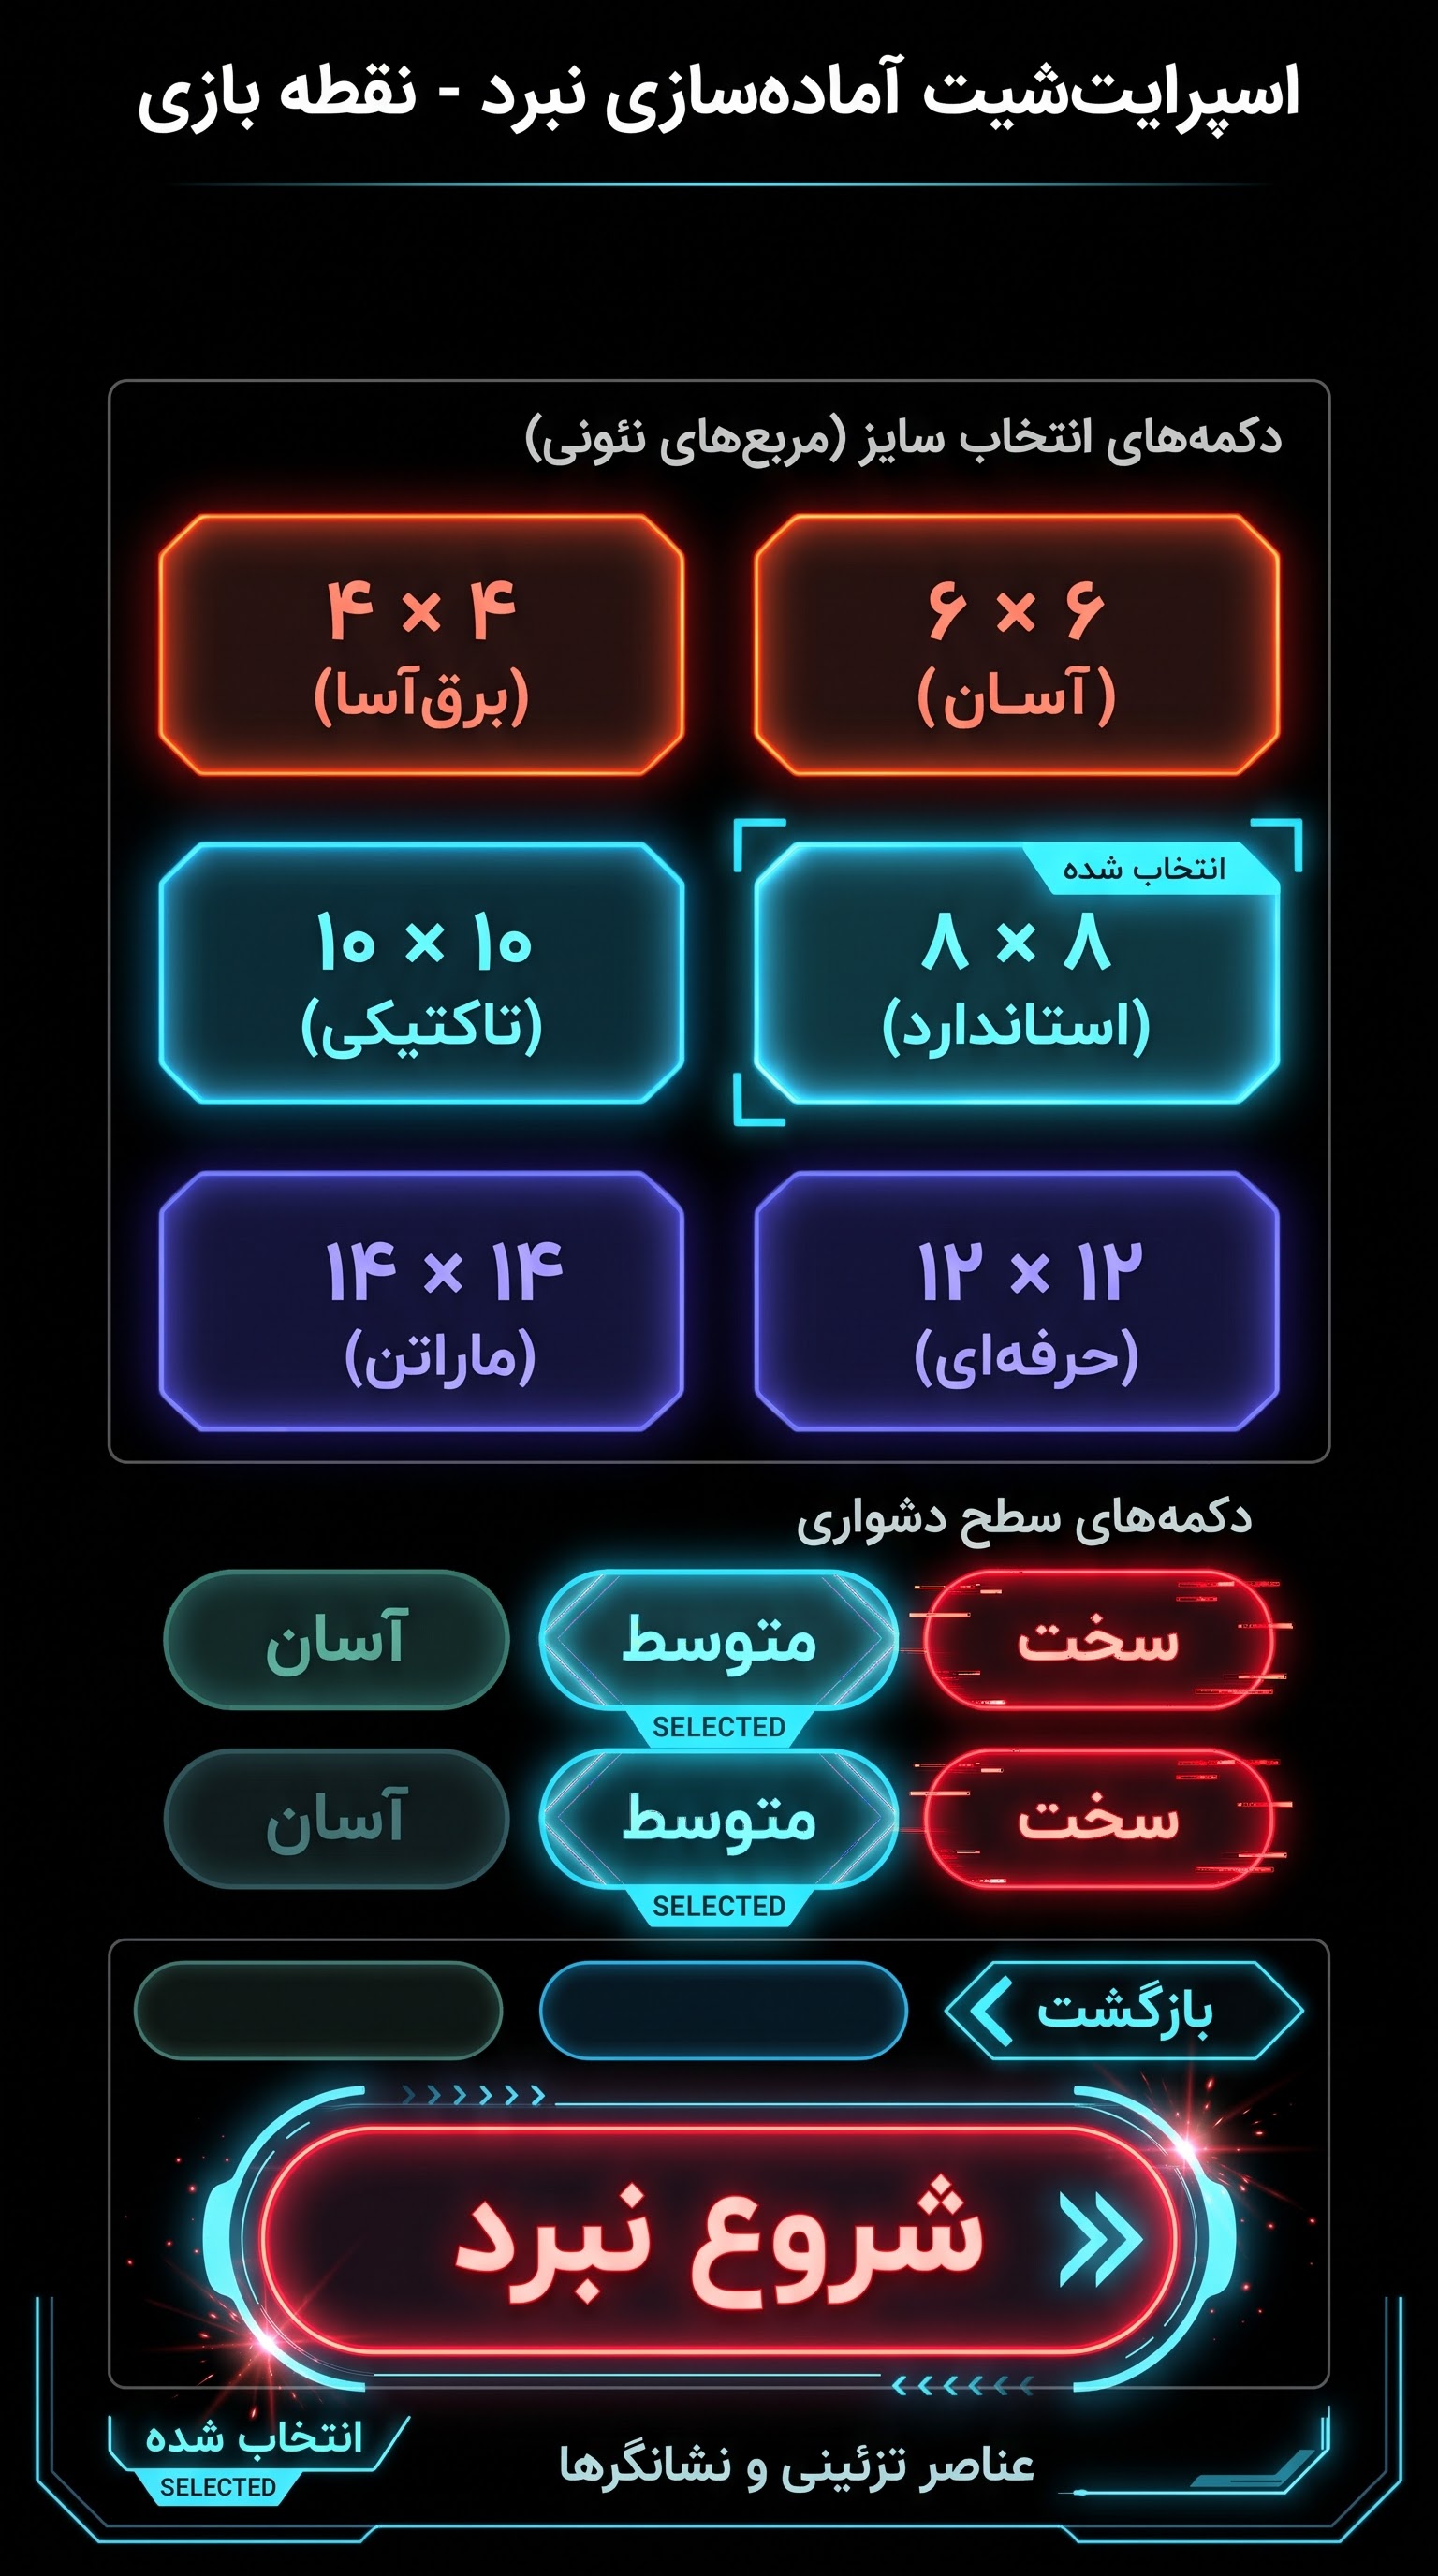 اسپرایت‌شیت آماده‌سازی نبرد - نقطه بازی
دکمه‌های انتخاب سایز (مربع‌های نئونی)
۶ × ۶
(آسـان)
۴ × ۴
(برق‌آسا)
انتخاب شده
۸ × ۸
(استاندارد)
۱۰ × ۱۰
(تاکتیکی)
۱۲ × ۱۲
(حرفه‌ای)
۱۴ × ۱۴
(ماراتن)
دکمه‌های سطح دشواری
سخت
متوسط
SELECTED
آسان
سخت
متوسط
SELECTED
آسان
بازگشت
شروع نبرد
عناصر تزئینی و نشانگرها
انتخاب شده
SELECTED